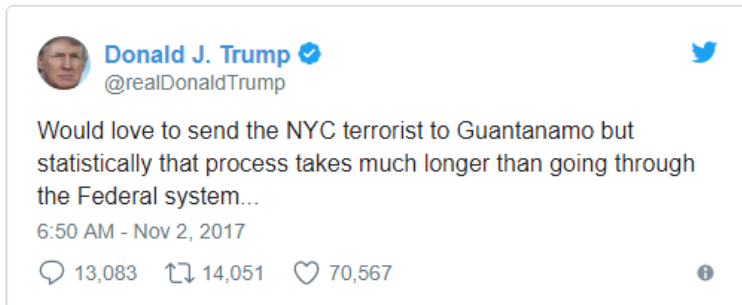 Donald J. Trump
@realDonaldTrump
Would love to send the NYC terrorist to Guantanamo but
statistically that process takes much longer than going through
the Federal system...
6:50 AM - Nov 2, 2017
13,083 14,051 70,567